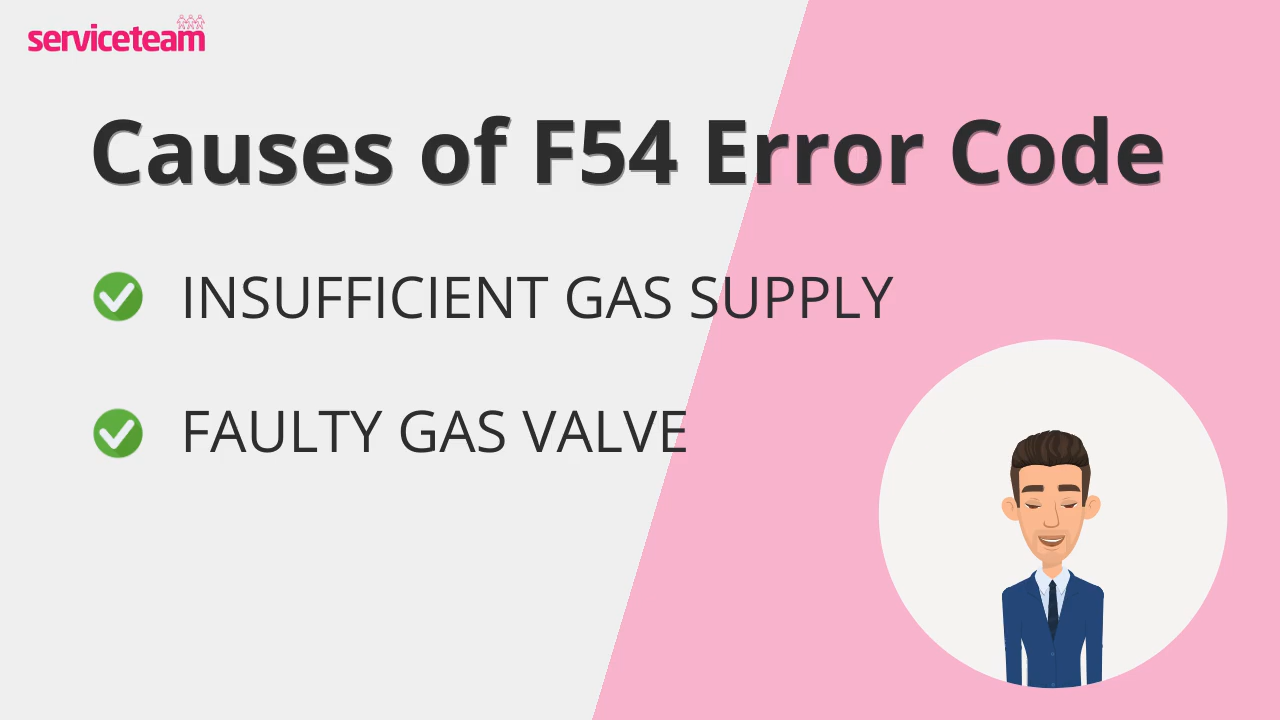 serviceteam
Causes of F54 Error Code
INSUFFICIENT GAS SUPPLY
FAULTY GAS VALVE